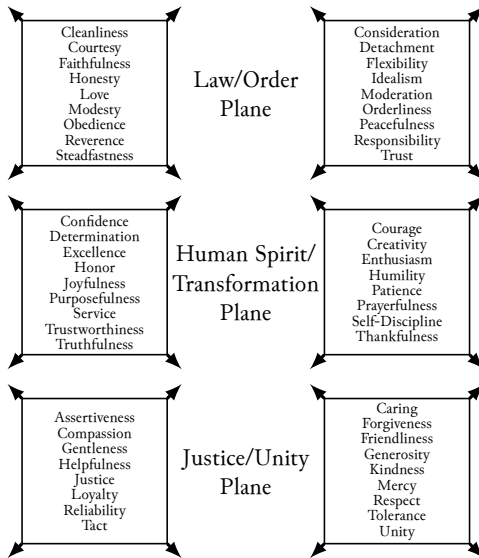 Cleanliness
Courtesy
Faithfulness
Honesty
Love
Modesty
Obedience
Reverence
Steadfastness
Law/Order
Plane
Consideration
Detachment
Flexibility
Idealism
Moderation
Orderliness
Peacefulness
Responsibility
Trust
Confidence
Determination
Excellence
Honor
Joyfulness
Purposefulness
Service
Trustworthiness
Truthfulness
Human Spirit/
Transformation
Plane
Courage
Creativity
Enthusiasm
Humility
Patience
Prayerfulness
Self-Discipline
Thankfulness
Assertiveness
Compassion
Gentleness
Helpfulness
Justice
Loyalty
Reliability
Tact
Justice/Unity
Plane
Caring
Forgiveness
Friendliness
Generosity
Kindness
Mercy
Respect
Tolerance
Unity